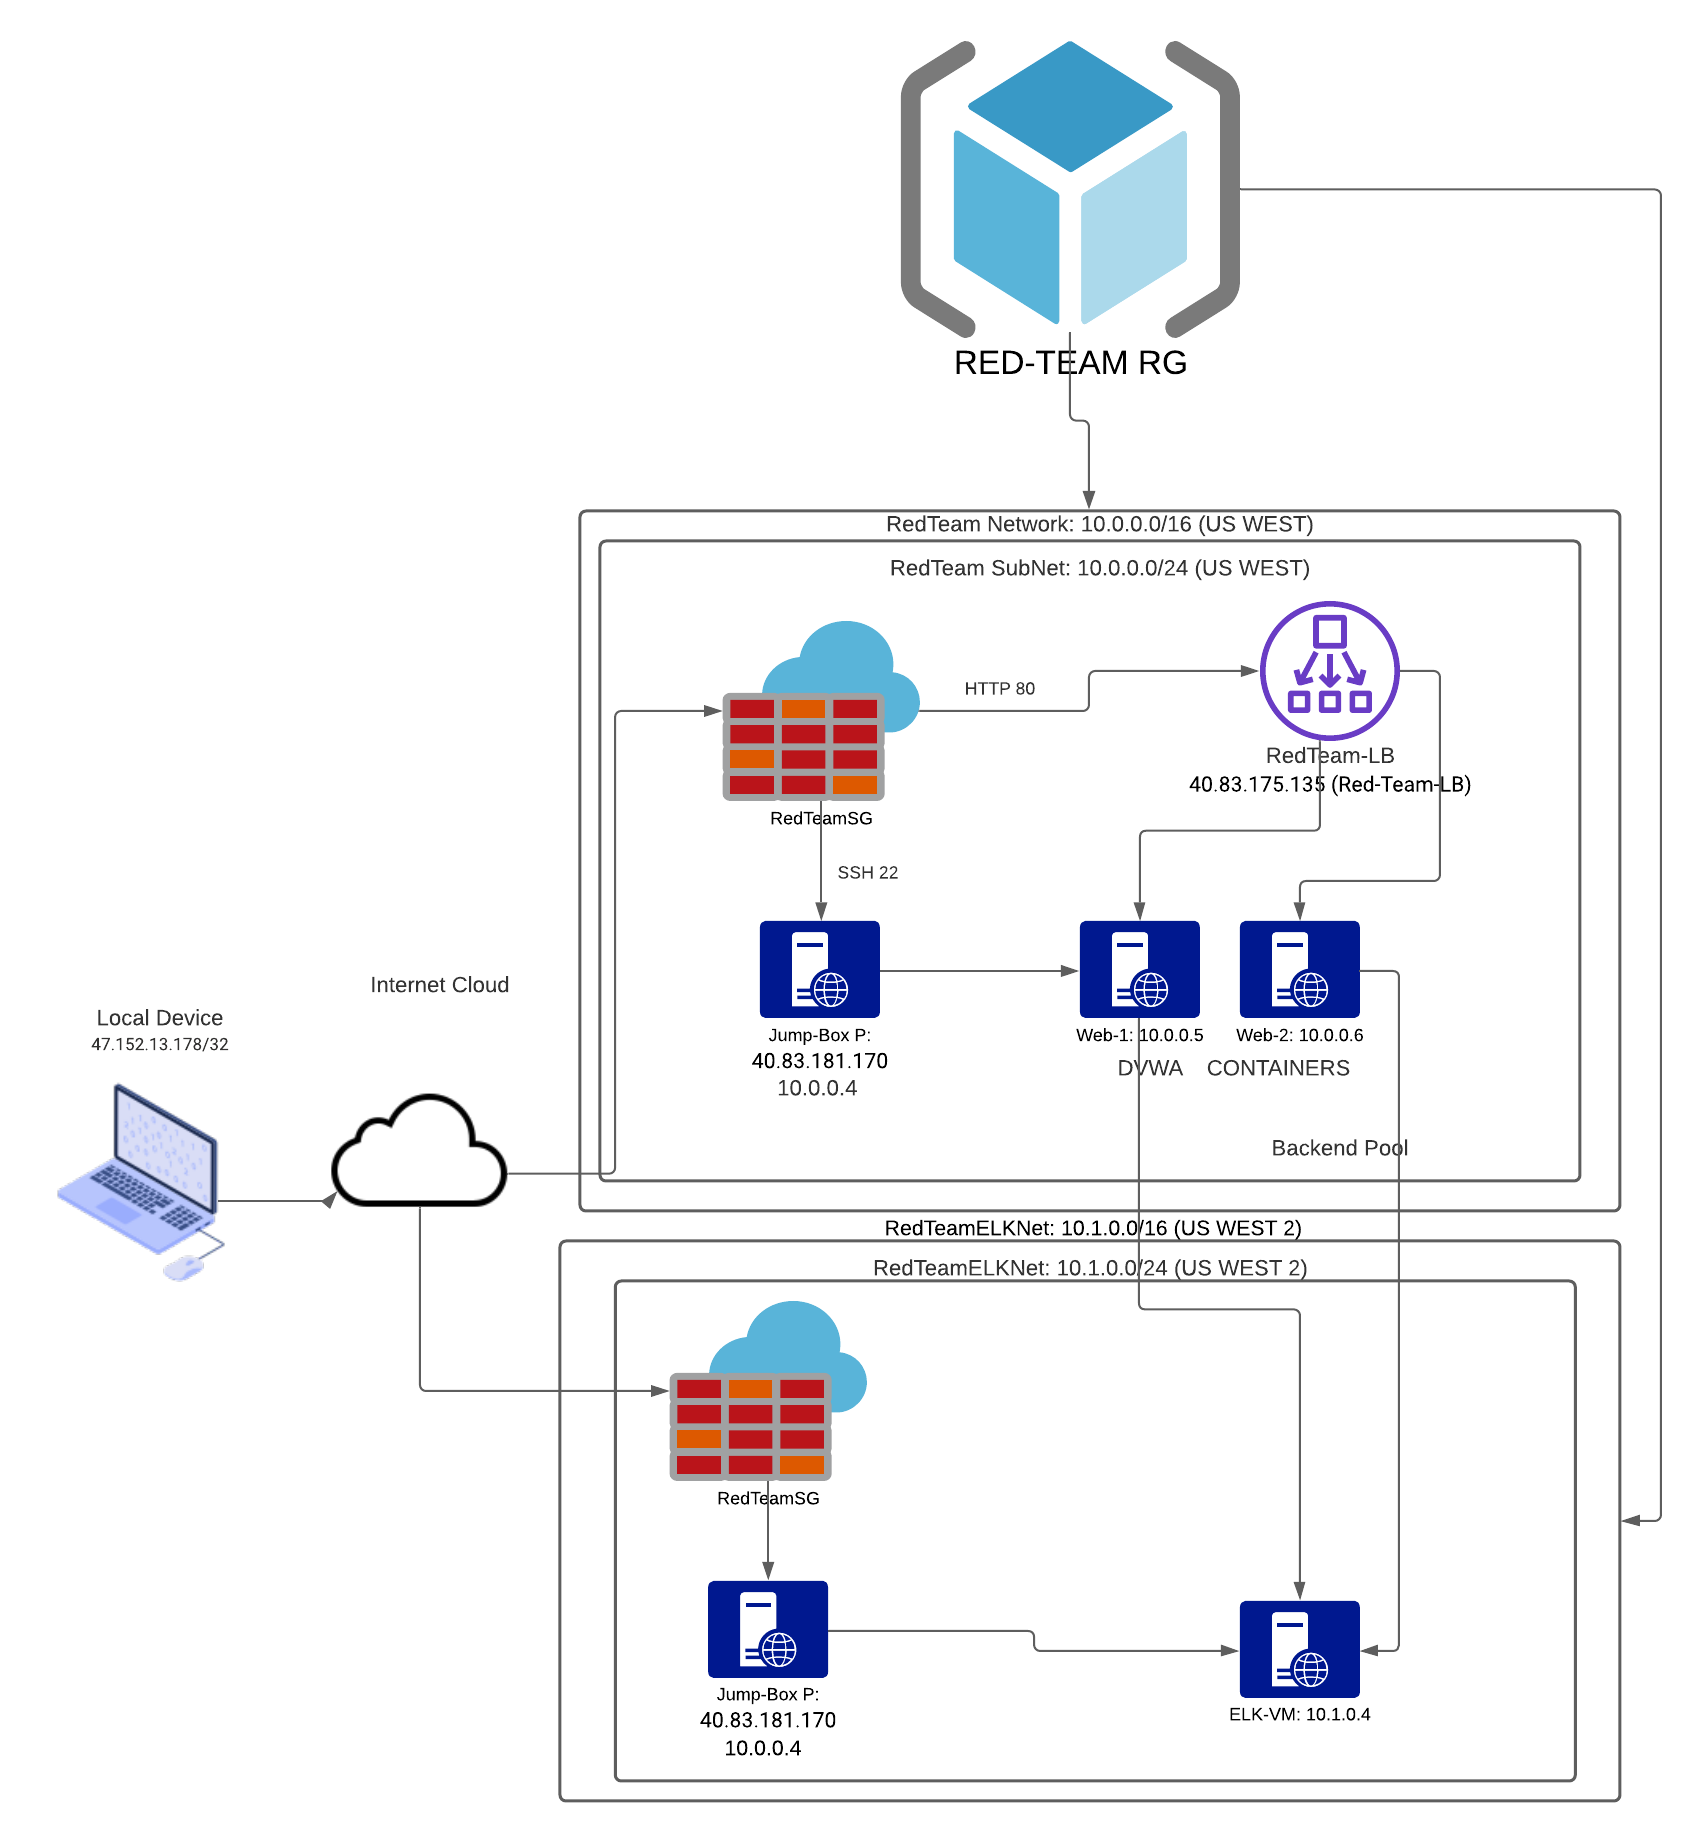 RED-TEAM RG
RedTeam Network: 10.0.0.0/16 (US WEST)
RedTeam SubNet: 10.0.0.0/24 (US WEST)
HTTP 80
RedTeam-LB
40.83.175.135 (Red-Team-LB)
RedTeamSG
SSH 22
Internet Cloud
Local Device
47.152.13.178/32
Jump-Box P:
40.83.181.170
10.0.0.4
Web-1: 10.0.0.5
Web-2: 10.0.0.6
DVWA CONTAINERS
Backend Pool
RedTeamELKNet: 10.1.0.0/16 (US WEST 2)
RedTeamELKNet: 10.1.0.0/24 (US WEST 2)
RedTeamSG
Jump-Box P:
40.83.181.170
10.0.0.4
ELK-VM: 10.1.0.4